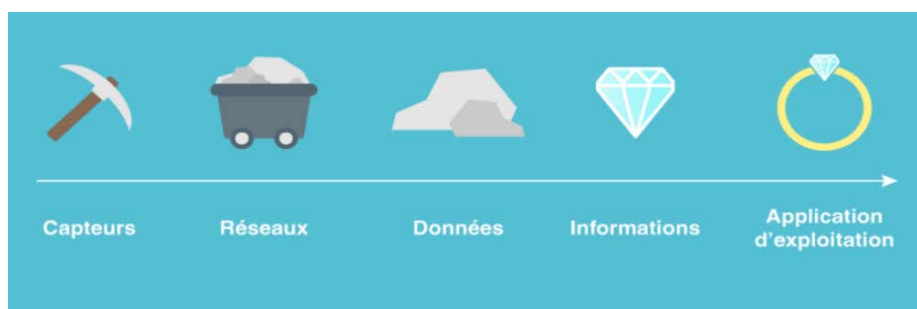 Capteurs
Réseaux
Données
Informations
Application
d'exploitation